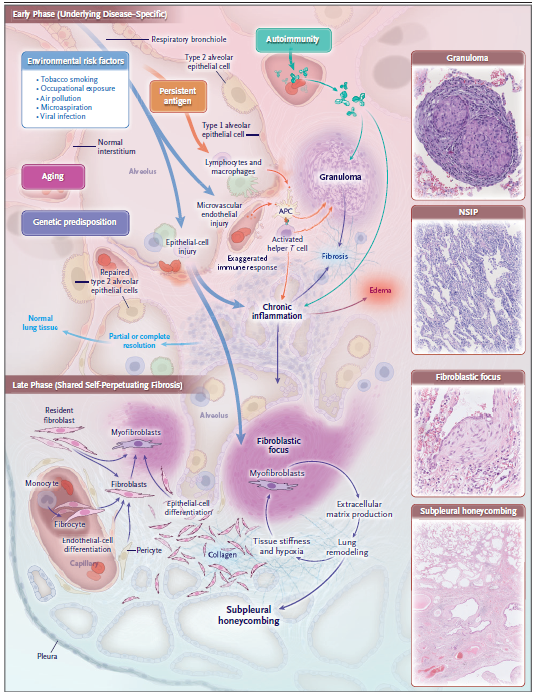 Early Phase (Underlying Disease–Specific)
Respiratory bronchiole
Autoimmunity
Environmental risk factors
• Tobacco smoking
• Occupational exposure
• Air pollution
• Microaspiration
• Viral infection
Type 2 alveolar
epithelial cell
Persistent
antigen
Type 1 alveolar
epithelial cell
Normal
interstitium
Alveolus
Lymphocytes and
macrophages
Aging
Granuloma
Genetic predisposition
Microvascular
endothelial
injury
APC
Epithelial-cell
injury
Activated
helper T cell
Exaggerated
immune response
Fibrosis
Repaired
type 2 alveolar
epithelial cells
Edema
Chronic
inflammation
Normal
lung tissue
Partial or complete
resolution
Late Phase (Shared Self-Perpetuating Fibrosis)
Resident
fibroblast
Alveolus
Myofibroblasts
Fibroblastic
focus
Monocyte
Fibroblasts
Myofibroblasts
Epithelial-cell
differentiation
Extracellular
matrix production
Fibrocyte
Endothelial-cell
differentiation
Pericyte
Collagen
Tissue stiffness
and hypoxia
Lung
remodeling
Capillary
Subpleural
honeycombing
Pleura
Granuloma
NSIP
Fibroblastic focus
Subpleural honeycombing